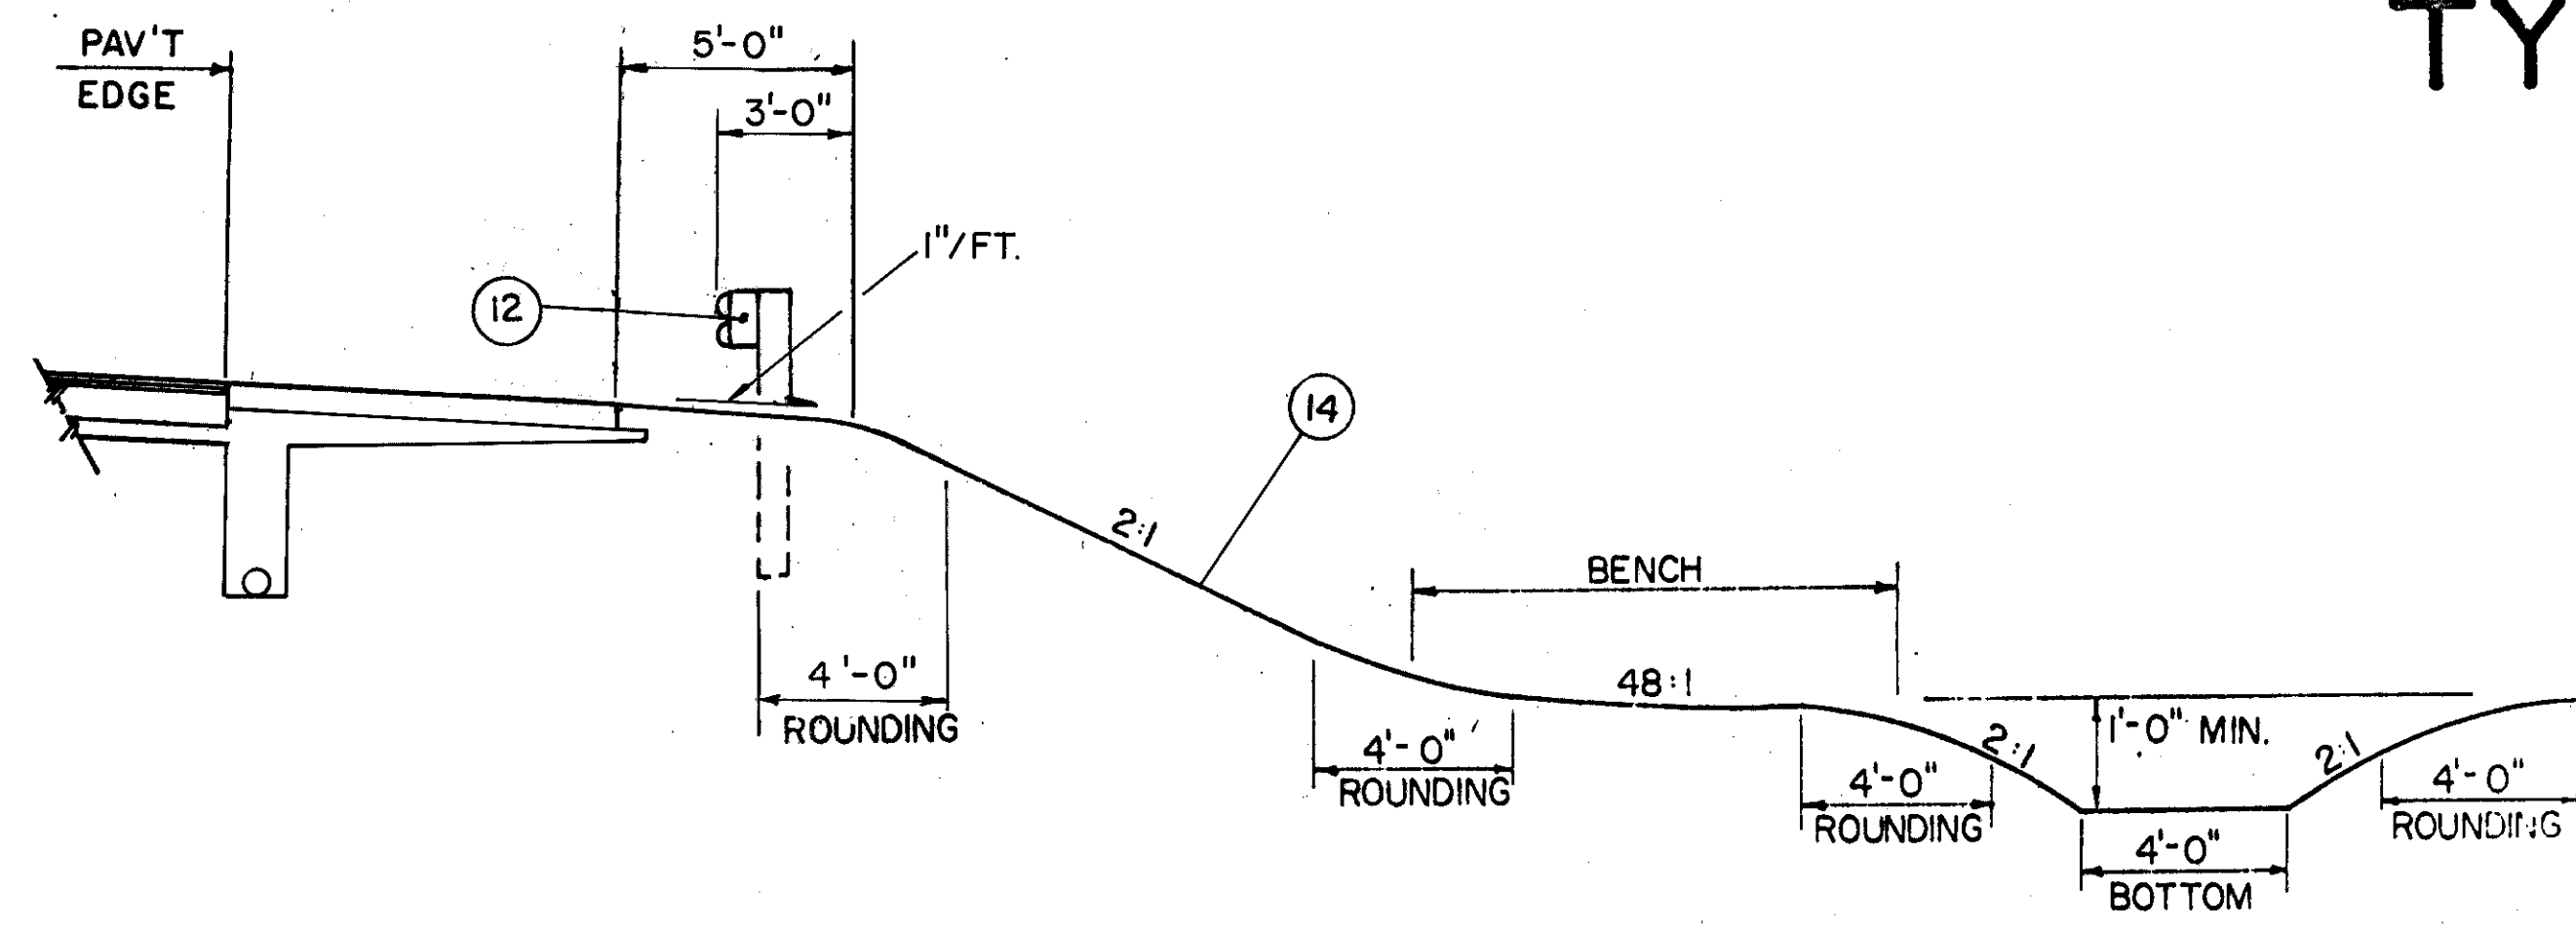 TY
PAV'T
EDGE
5'-0"
3'-0"
1"/FT.
12
14
2:1
BENCH
4'-0"
ROUNDING
48:1
4'-0"
ROUNDING
2:1
1'-0" MIN.
2:1
4'-0"
ROUNDING
4'-0"
ROUNDING
4'-0"
BOTTOM